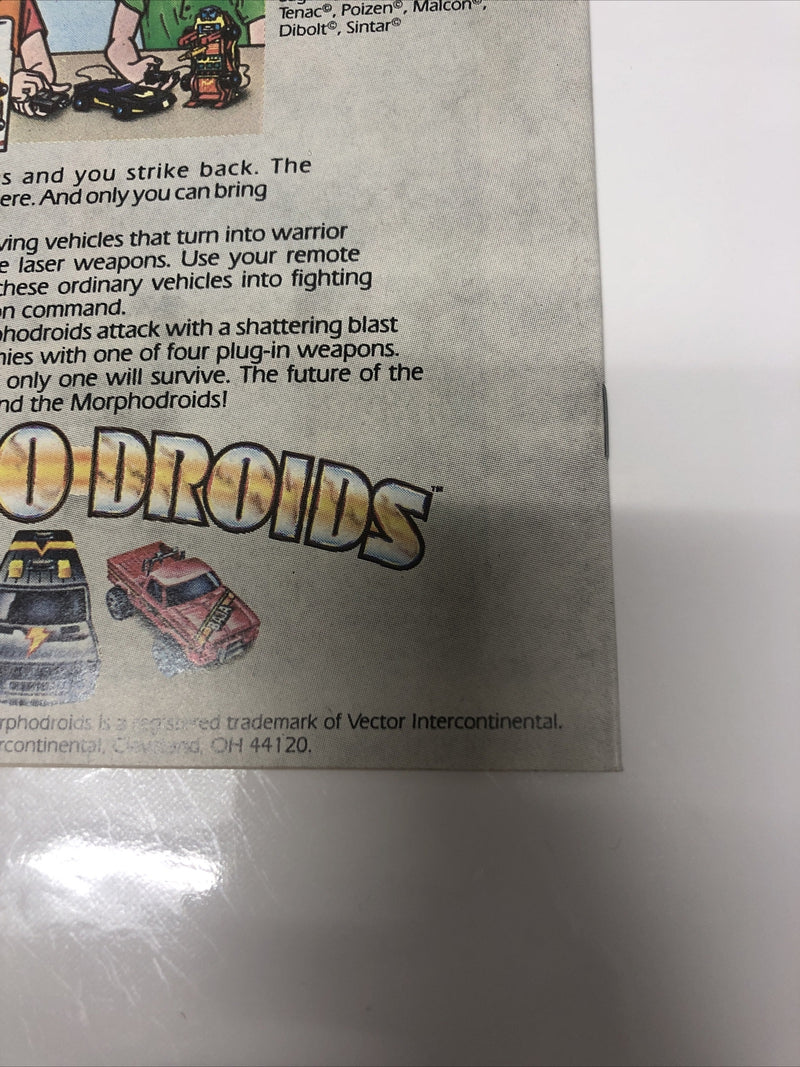 Tenac©, Poizen©, Malcon©,
Dibolt©, Sintar©
s and you strike back. The
ere. And only you can bring
ving vehicles that turn into warrior
e laser weapons. Use your remote
these ordinary vehicles into fighting
on command.
phodroids attack with a shattering blast
mies with one of four plug-in weapons.
only one will survive. The future of the
nd the Morphodroids!
O DROIDS™
BAJA
rphodroids is a registered trademark of Vector Intercontinental.
rcontinental, Cleveland, OH 44120.